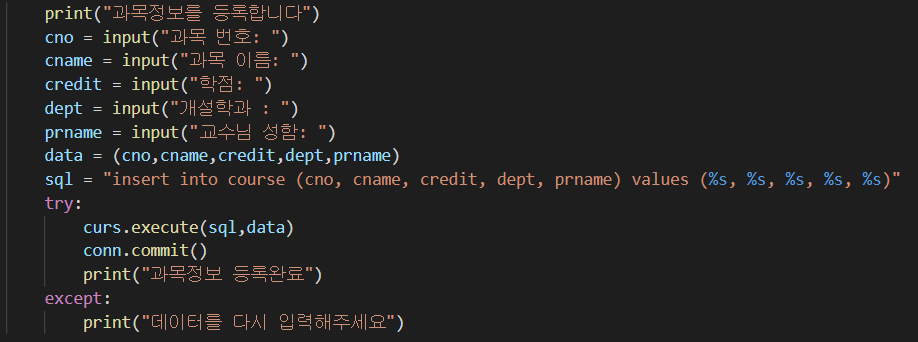 print("과목정보를 등록합니다")
cno = input("과목 번호: ")
cname = input("과목 이름: ")
credit = input("학점: ")
dept = input("개설학과 : ")
prname = input("교수님 성함: ")
data = (cno,cname,credit,dept,prname)
sql = "insert into course (cno, cname, credit, dept, prname) values (%s, %s, %s, %s, %s)"
try:
curs.execute(sql,data)
conn.commit()
print("과목정보 등록완료")
except:
print("데이터를 다시 입력해주세요")